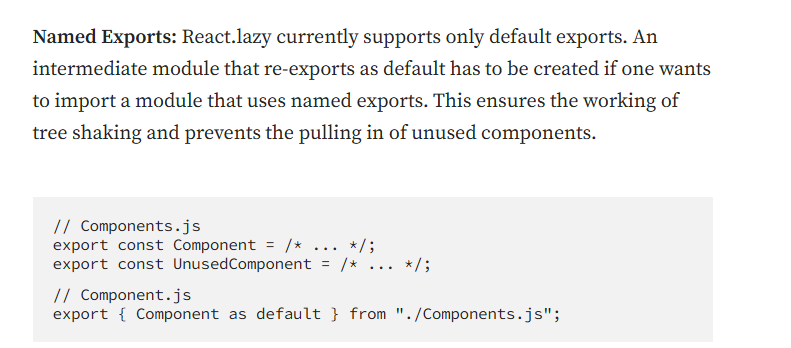 Named Exports: React.lazy currently supports only default exports. An
intermediate module that re-exports as default has to be created if one wants
to import a module that uses named exports. This ensures the working of
tree shaking and prevents the pulling in of unused components.
// Components.js
export const Component = /* ... */;
export const UnusedComponent = /* ... */;
// Component.js
export { Component as default } from "./Components.js";